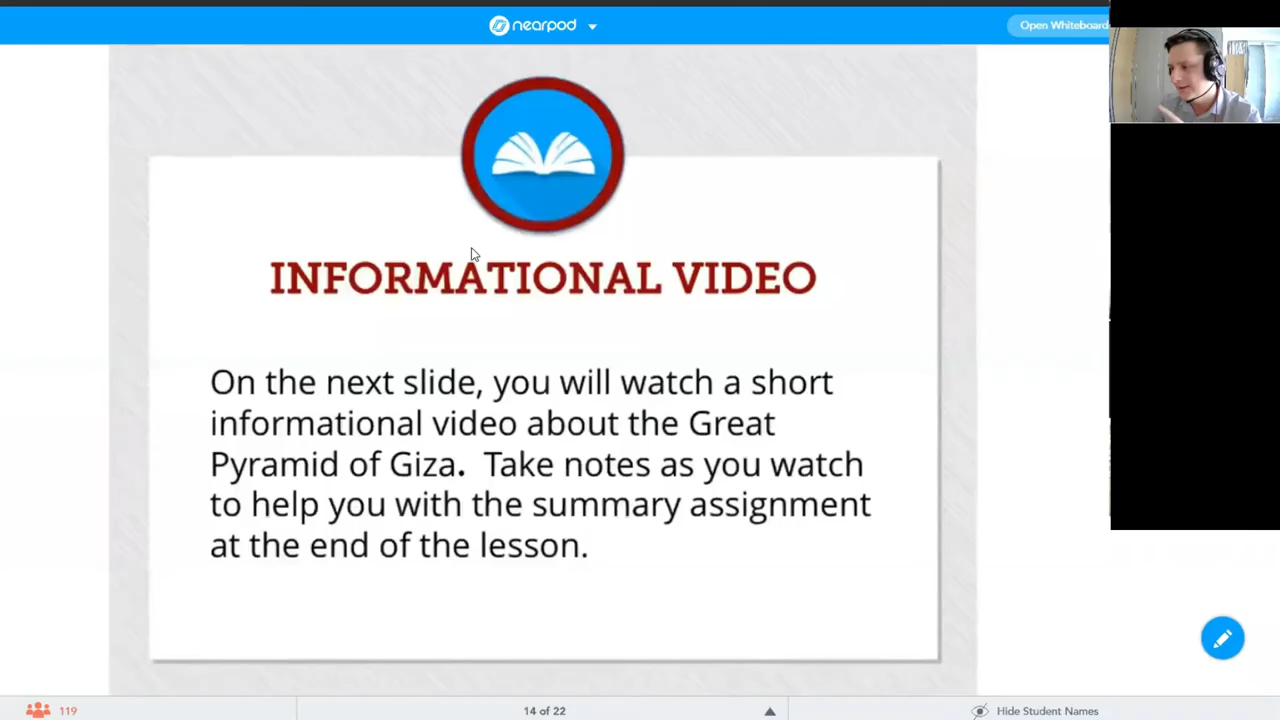 nearpod
Open Whiteboard
INFORMATIONAL VIDEO
On the next slide, you will watch a short
informational video about the Great
Pyramid of Giza. Take notes as you watch
to help you with the summary assignment
at the end of the lesson.
119
14 of 22
Hide Student Names